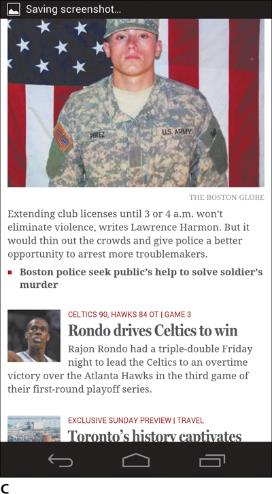 Saving screenshot...
U.S. ARMY
THE BOSTON GLOBE
Extending club licenses until 3 or 4 a.m. won't
eliminate violence, writes Lawrence Harmon. But it
would thin out the crowds and give police a better
opportunity to arrest more troublemakers.
Boston police seek public's help to solve soldier's
murder
CELTICS 90, HAWKS 84 OT | GAME 3
Rondo drives Celtics to win
Rajon Rondo had a triple-double Friday
night to lead the Celtics to an overtime
victory over the Atlanta Hawks in the third game of
their first-round playoff series.
EXCLUSIVE SUNDAY PREVIEW | TRAVEL
Toronto's history captivates
C